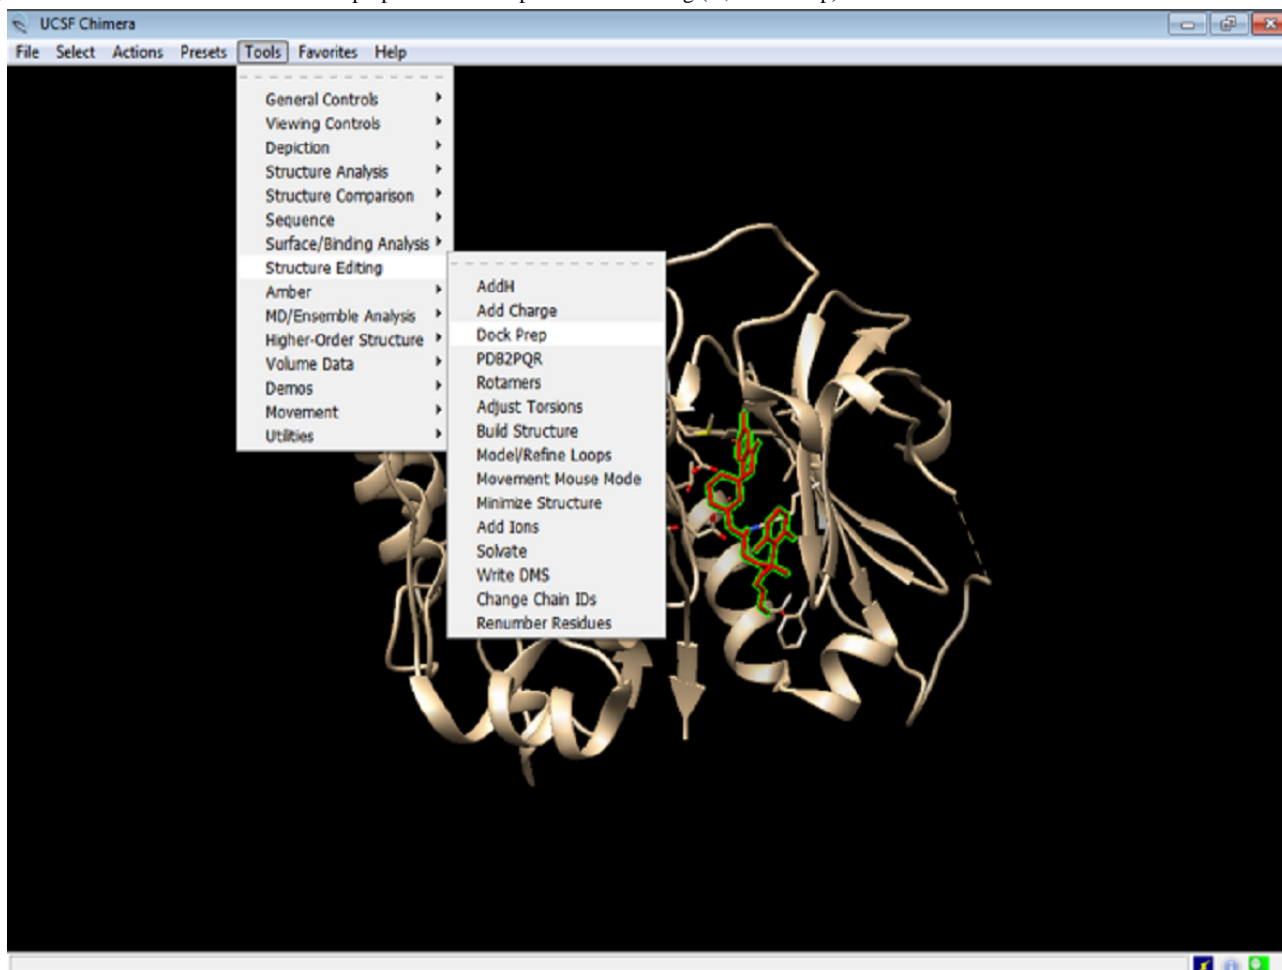 UCSF Chimera
File Select Actions Presets Tools Favorites Help
General Controls
Viewing Controls
Depiction
Structure Analysis
Structure Comparison
Sequence
Surface/Binding Analysis
Structure Editing
Amber
MD/Ensemble Analysis
Higher-Order Structure
Volume Data
Demos
Movement
Utilities
AddH
Add Charge
Dock Prep
PDB2PQR
Rotamers
Adjust Torsions
Build Structure
Model/Refine Loops
Movement Mouse Mode
Minimize Structure
Add Ions
Solvate
Write DMS
Change Chain IDs
Renumber Residues